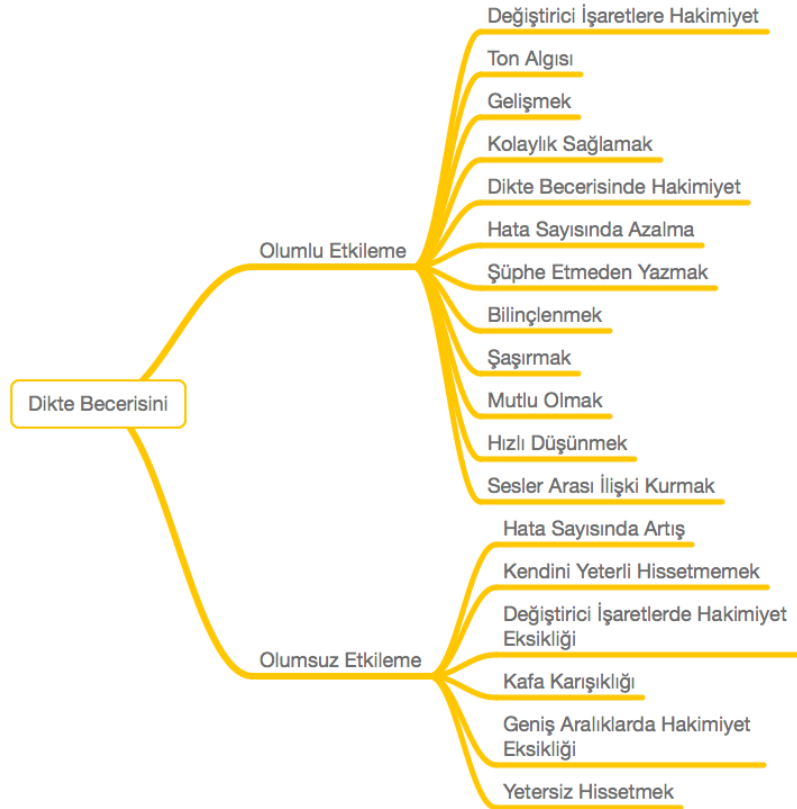 Dikte Becerisini
Olumlu Etkileme
Değiştirici İşaretlere Hakimiyet
Ton Algısı
Gelişmek
Kolaylık Sağlamak
Dikte Becerisinde Hakimiyet
Hata Sayısında Azalma
Şüphe Etmeden Yazmak
Bilinçlenmek
Şaşırmak
Mutlu Olmak
Hızlı Düşünmek
Sesler Arası İlişki Kurmak
Olumsuz Etkileme
Hata Sayısında Artış
Kendini Yeterli Hissetmemek
Değiştirici İşaretlerde Hakimiyet
Eksikliği
Kafa Karışıklığı
Geniş Aralıklarda Hakimiyet
Eksikliği
Yetersiz Hissetmek